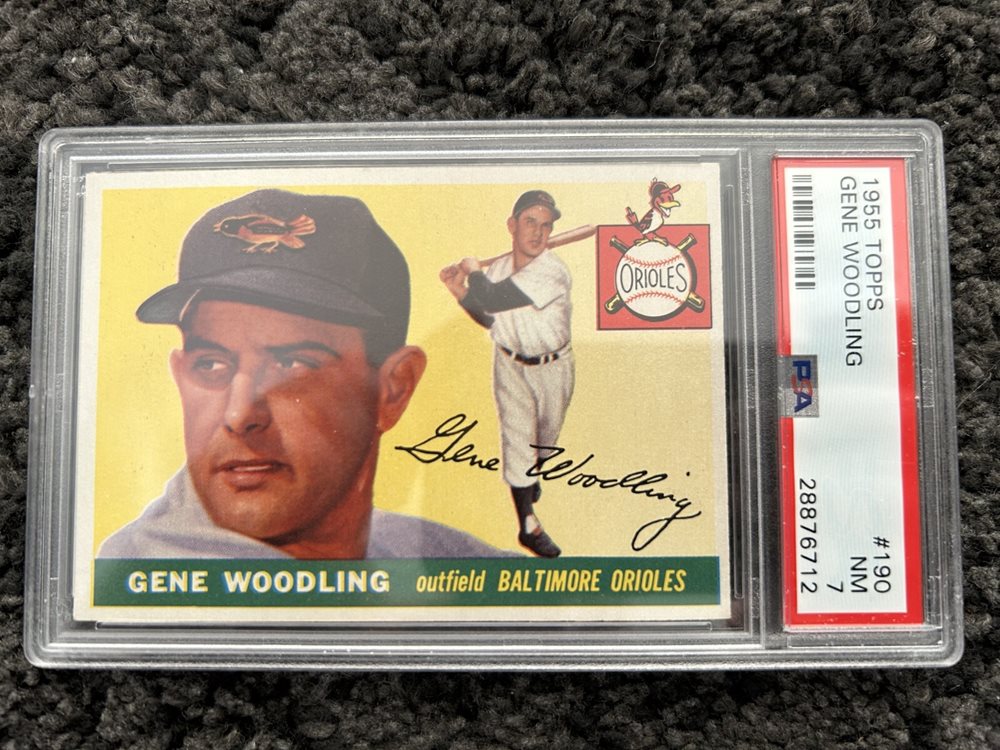 ORIOLES
Gene Woodling
GENE WOODLING outfield BALTIMORE ORIOLES
1955 TOPPS #190
GENE WOODLING NM
7
PSA 28876712